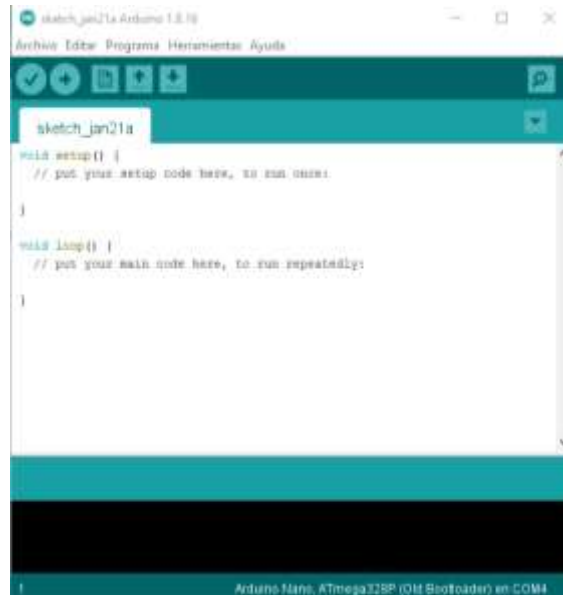 sketch_jan21a Arduino 1.8.16
Archivo Editar Programa Herramientas Ayuda
sketch_jan21a
void setup() {
// put your setup code here, to run once:
}
void loop() {
// put your main code here, to run repeatedly:
}
1
Arduino Nano, ATmega328P (Old Bootloader) en COM4